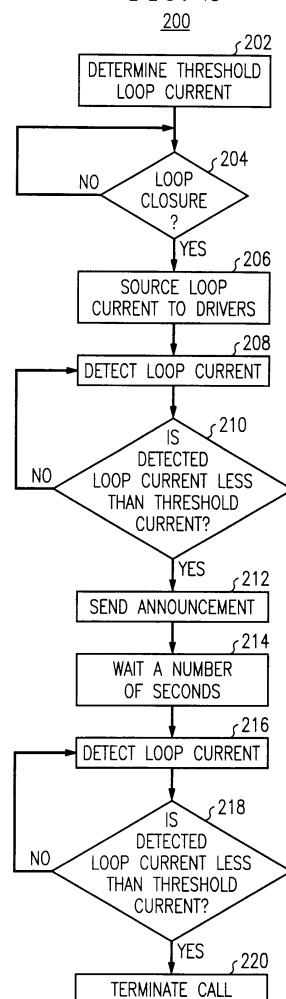 200
202
DETERMINE THRESHOLD
LOOP CURRENT
204
NO
LOOP
CLOSURE
?
YES
206
SOURCE LOOP
CURRENT TO DRIVERS
208
DETECT LOOP CURRENT
210
IS
DETECTED
NO
LOOP CURRENT LESS
THAN THRESHOLD
CURRENT?
YES
212
SEND ANNOUNCEMENT
214
WAIT A NUMBER
OF SECONDS
216
DETECT LOOP CURRENT
218
IS
DETECTED
NO
LOOP CURRENT LESS
THAN THRESHOLD
CURRENT?
YES
220
TERMINATE CALL